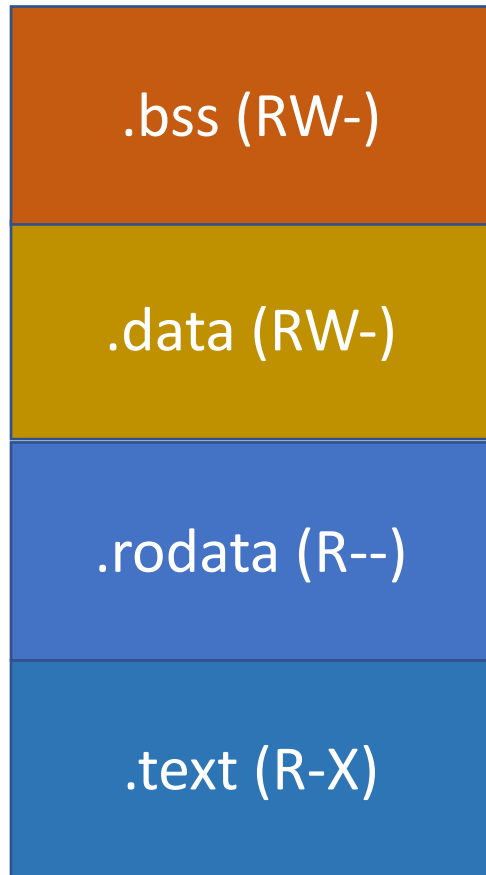 .bss (RW-)
.data (RW-)
.rodata (R--)
.text (R-X)